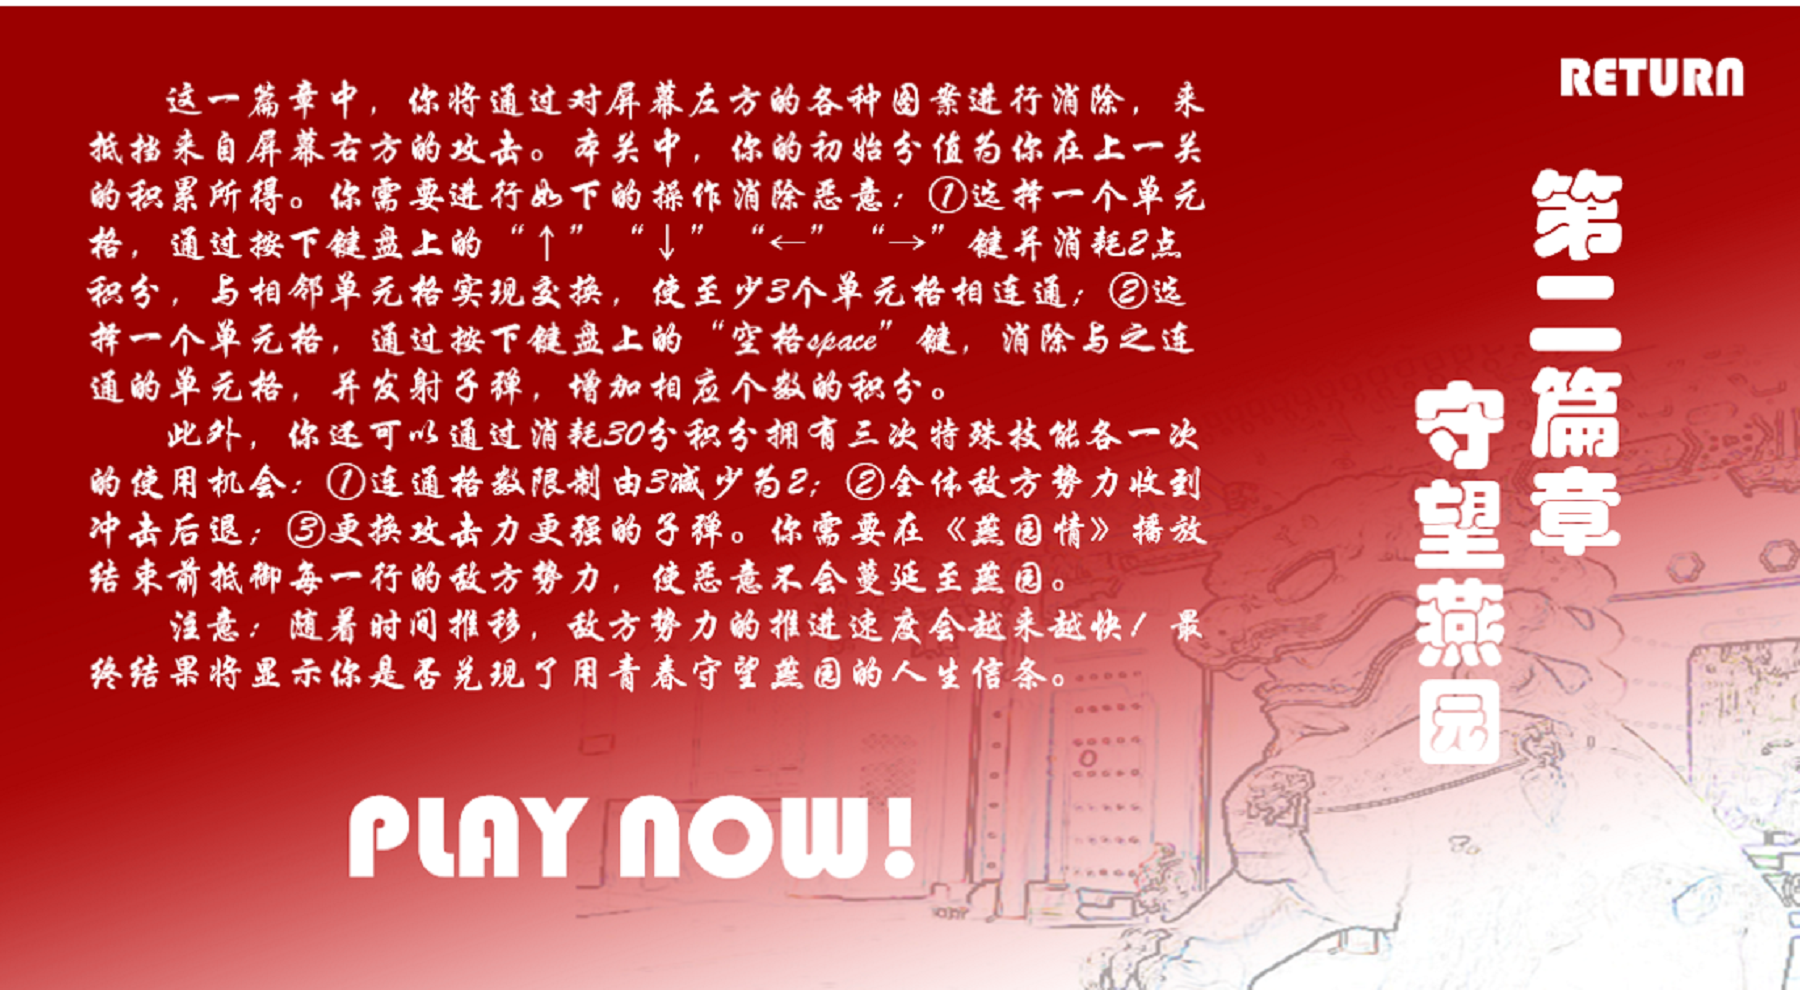 这一篇章中，你将通过对屏幕左方的各种图案进行消除，来
抵挡来自屏幕右方的攻击。本关中，你的初始分值为你在上一关
的积累所得。你需要进行如下的操作消除恶意：①选择一个单元
格，通过按下键盘上的“↑”“↓”“←”“→”键并消耗2点
积分，与相邻单元格实现交换，使至少3个单元格相连通；②选
择一个单元格，通过按下键盘上的“空格space”键，消除与之连
通的单元格，并发射子弹，增加相应个数的积分。
此外，你还可以通过消耗30分积分拥有三次特殊技能各一次
的使用机会：①连通格数限制由3减少为2；②全体敌方势力收到
冲击后退；③更换攻击力更强的子弹。你需要在《燕园情》播放
结束前抵御每一行的敌方势力，使恶意不会蔓延至燕园。
注意：随着时间推移，敌方势力的推进速度会越来越快！最
终结果将显示你是否兑现了用青春守望燕园的人生信条。
RETURN
第二篇章
守望燕园
PLAY NOW!